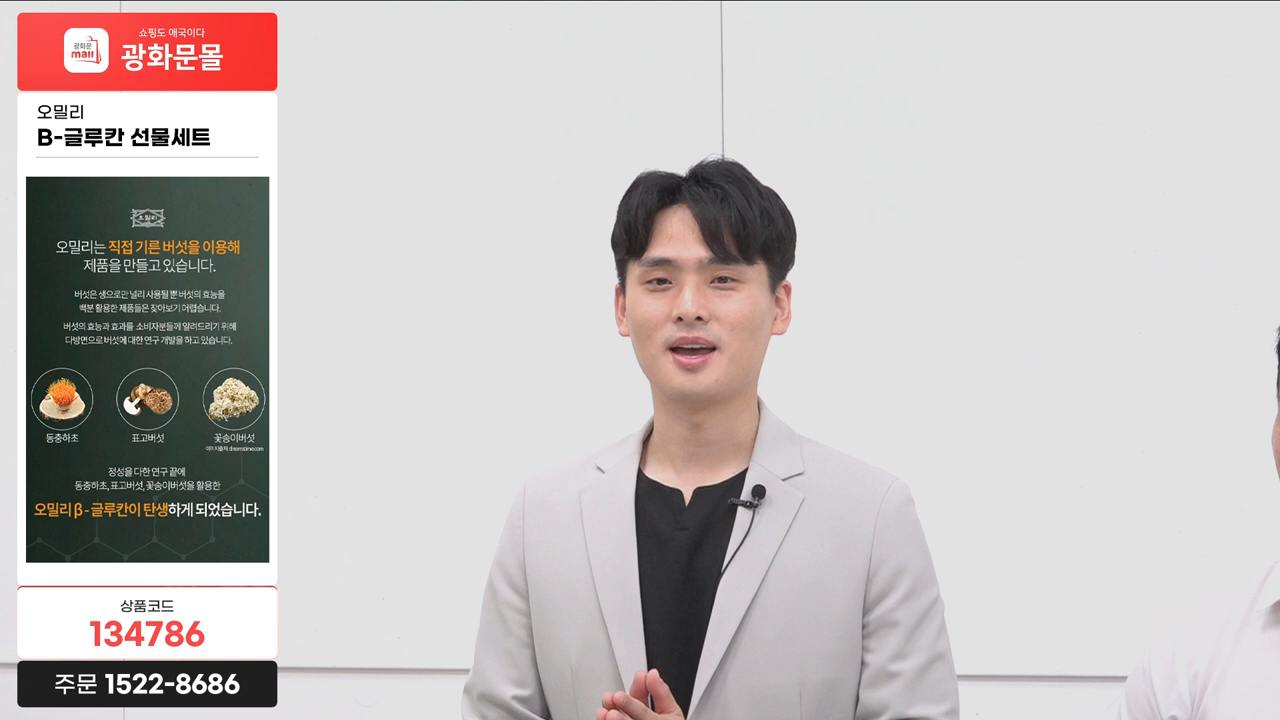 쇼핑도 애국이다
광화문
mall
광화문몰
오밀리
B-글루칸 선물세트
오밀리
오밀리는 직접 기른 버섯을 이용해
제품을 만들고 있습니다.
버섯은 생으로만 널리 사용될 뿐 버섯의 효능을
백분 활용한 제품들은 찾아보기 어렵습니다.
버섯의 효능과 효과를 소비자분들께 알려드리기 위해
다방면으로 버섯에 대한 연구 개발을 하고 있습니다.
동충하초 표고버섯 꽃송이버섯
이미지출처: dreamstime.com
정성을 다한 연구 끝에
동충하초, 표고버섯, 꽃송이버섯을 활용한
오밀리 β - 글루칸이 탄생하게 되었습니다.
상품코드
134786
주문 1522-8686